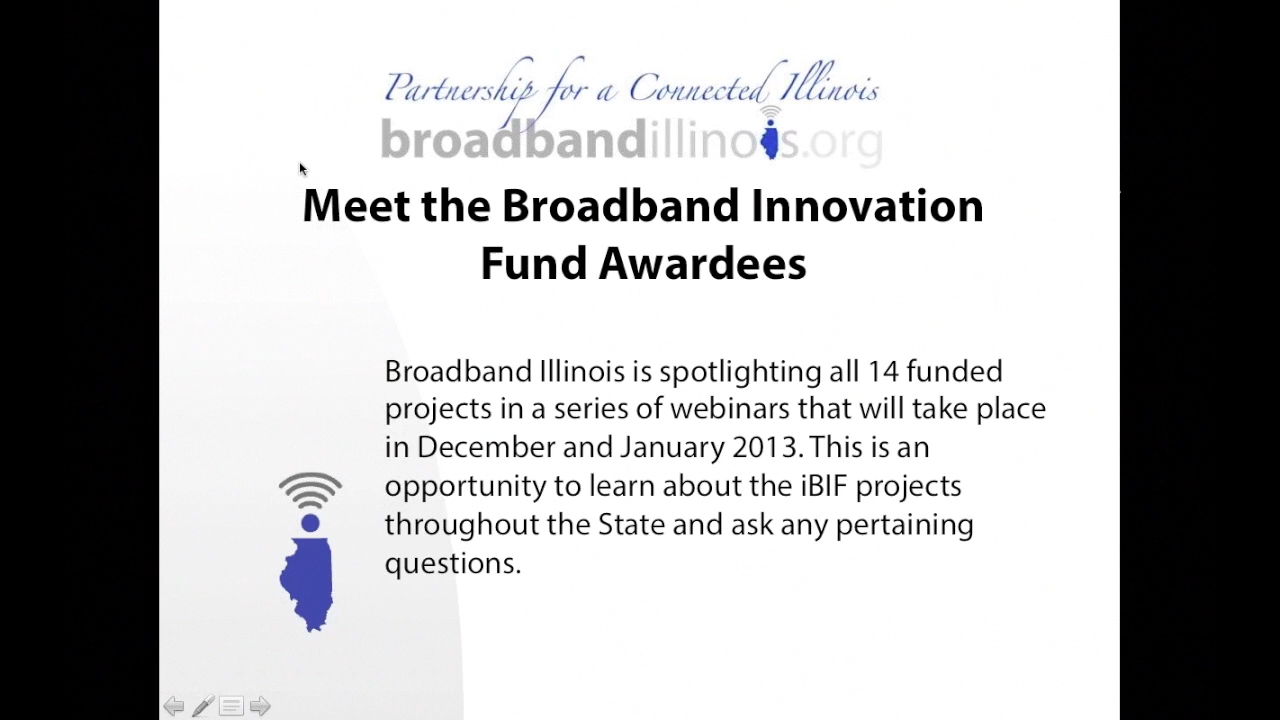 Partnership for a Connected Illinois
broadbandillinois.org
Meet the Broadband Innovation
Fund Awardees
Broadband Illinois is spotlighting all 14 funded
projects in a series of webinars that will take place
in December and January 2013. This is an
opportunity to learn about the iBIF projects
throughout the State and ask any pertaining
questions.